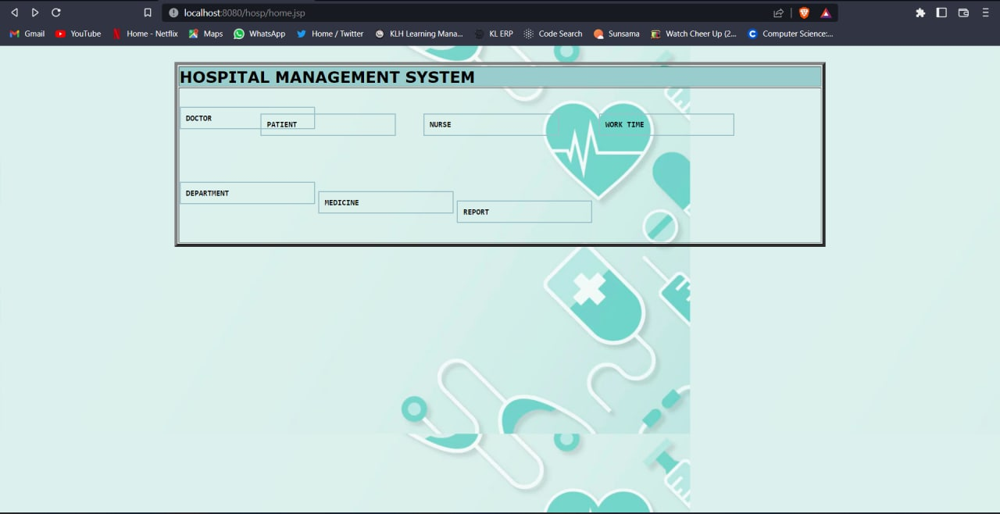 localhost:8080/hosp/home.jsp
Gmail YouTube Home - Netflix Maps WhatsApp Home / Twitter KLH Learning Mana... KL ERP Code Search Sunsama Watch Cheer Up (2... Computer Science:...
HOSPITAL MANAGEMENT SYSTEM
DOCTOR
PATIENT
NURSE
WORK TIME
DEPARTMENT
MEDICINE
REPORT